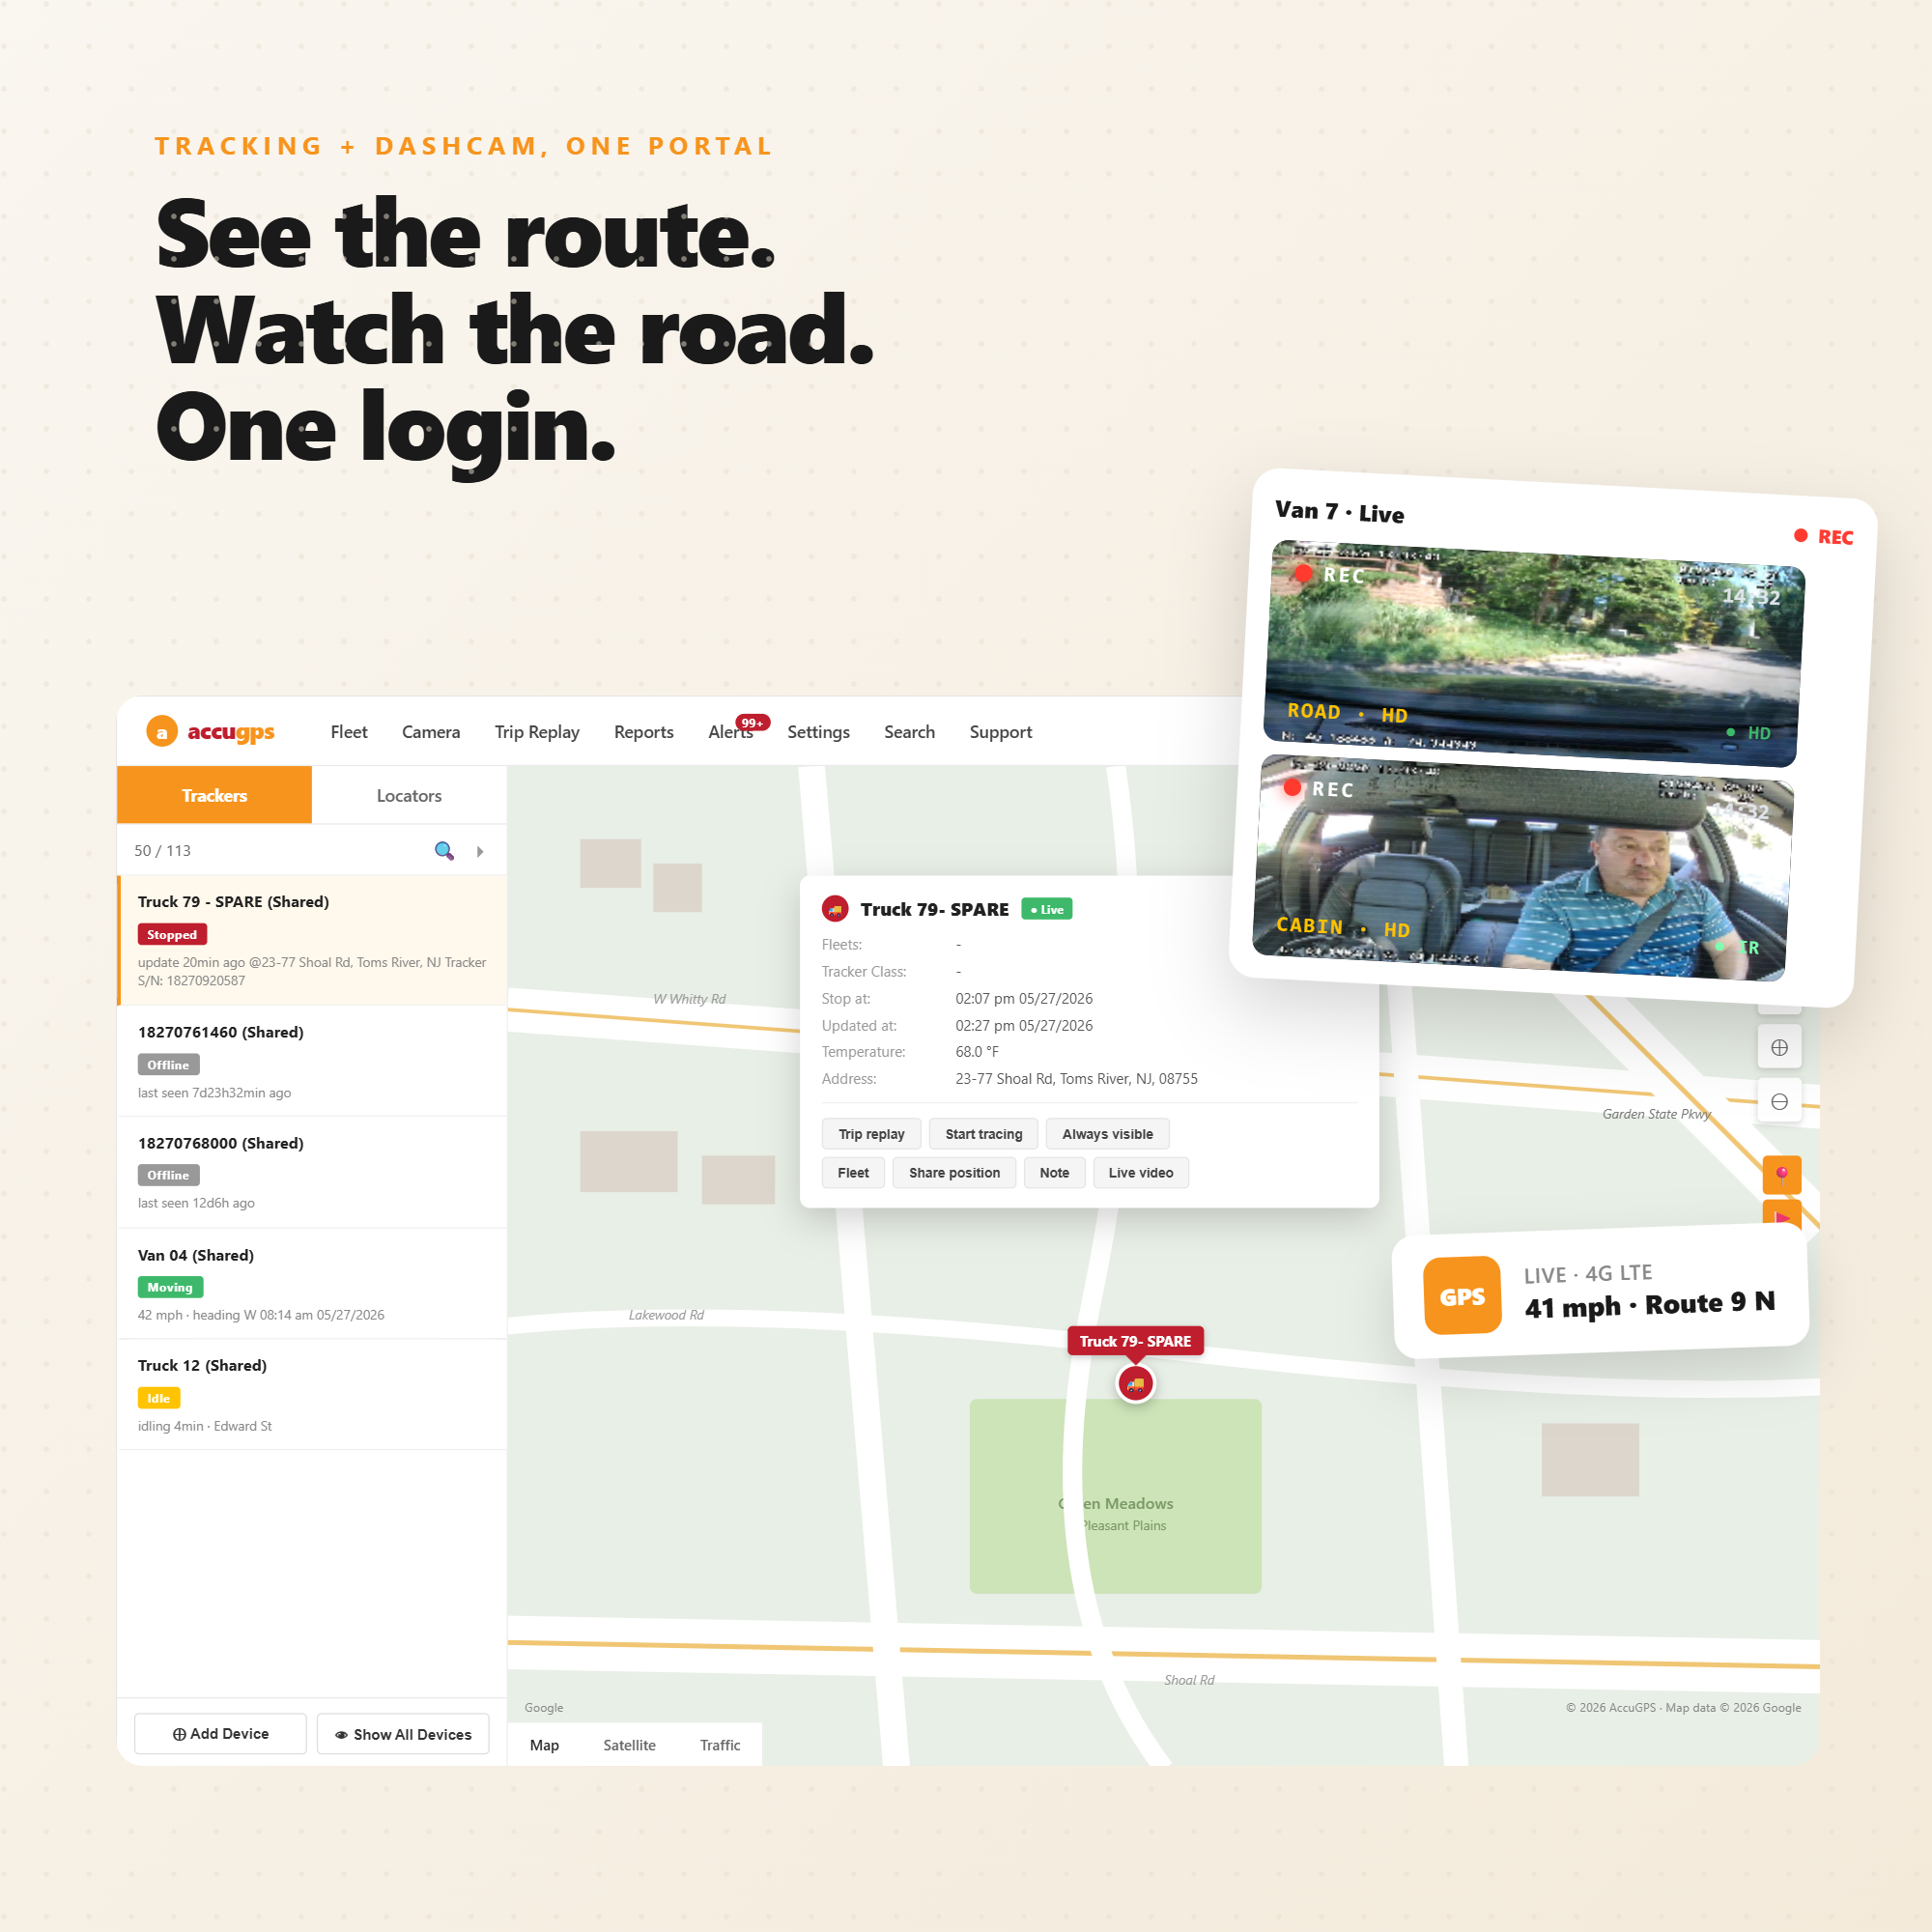 TRACKING + DASHCAM, ONE PORTAL
See the route.
Watch the road.
One login.
Van 7 · Live
REC
REC
14:32
ROAD · HD
HD
REC
14:32
CABIN · HD
IR
a accugps
Fleet Camera Trip Replay Reports Alerts 99+ Settings Search Support
Trackers Locators
50 / 113
Truck 79 - SPARE (Shared)
Stopped
update 20min ago @23-77 Shoal Rd, Toms River, NJ Tracker
S/N: 18270920587
18270761460 (Shared)
Offline
last seen 7d23h32min ago
18270768000 (Shared)
Offline
last seen 12d6h ago
Van 04 (Shared)
Moving
42 mph · heading W 08:14 am 05/27/2026
Truck 12 (Shared)
Idle
idling 4min · Edward St
Add Device Show All Devices
Truck 79- SPARE Live
Fleets: -
Tracker Class: -
Stop at: 02:07 pm 05/27/2026
Updated at: 02:27 pm 05/27/2026
Temperature: 68.0 °F
Address: 23-77 Shoal Rd, Toms River, NJ, 08755
Trip replay Start tracing Always visible
Fleet Share position Note Live video
W Whitty Rd
Garden State Pkwy
GPS
LIVE · 4G LTE
41 mph · Route 9 N
Lakewood Rd
Truck 79- SPARE
Meadows
Pleasant Plains
Shoal Rd
Google
© 2026 AccuGPS · Map data © 2026 Google
Map Satellite Traffic